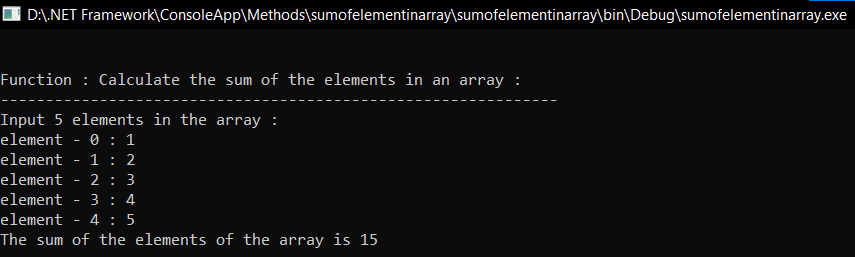 D:\.NET Framework\ConsoleApp\Methods\sumofelementinarray\sumofelementinarray\bin\Debug\sumofelementinarray.exe
Function : Calculate the sum of the elements in an array :
--------------------------------------------------------------
Input 5 elements in the array :
element - 0 : 1
element - 1 : 2
element - 2 : 3
element - 3 : 4
element - 4 : 5
The sum of the elements of the array is 15